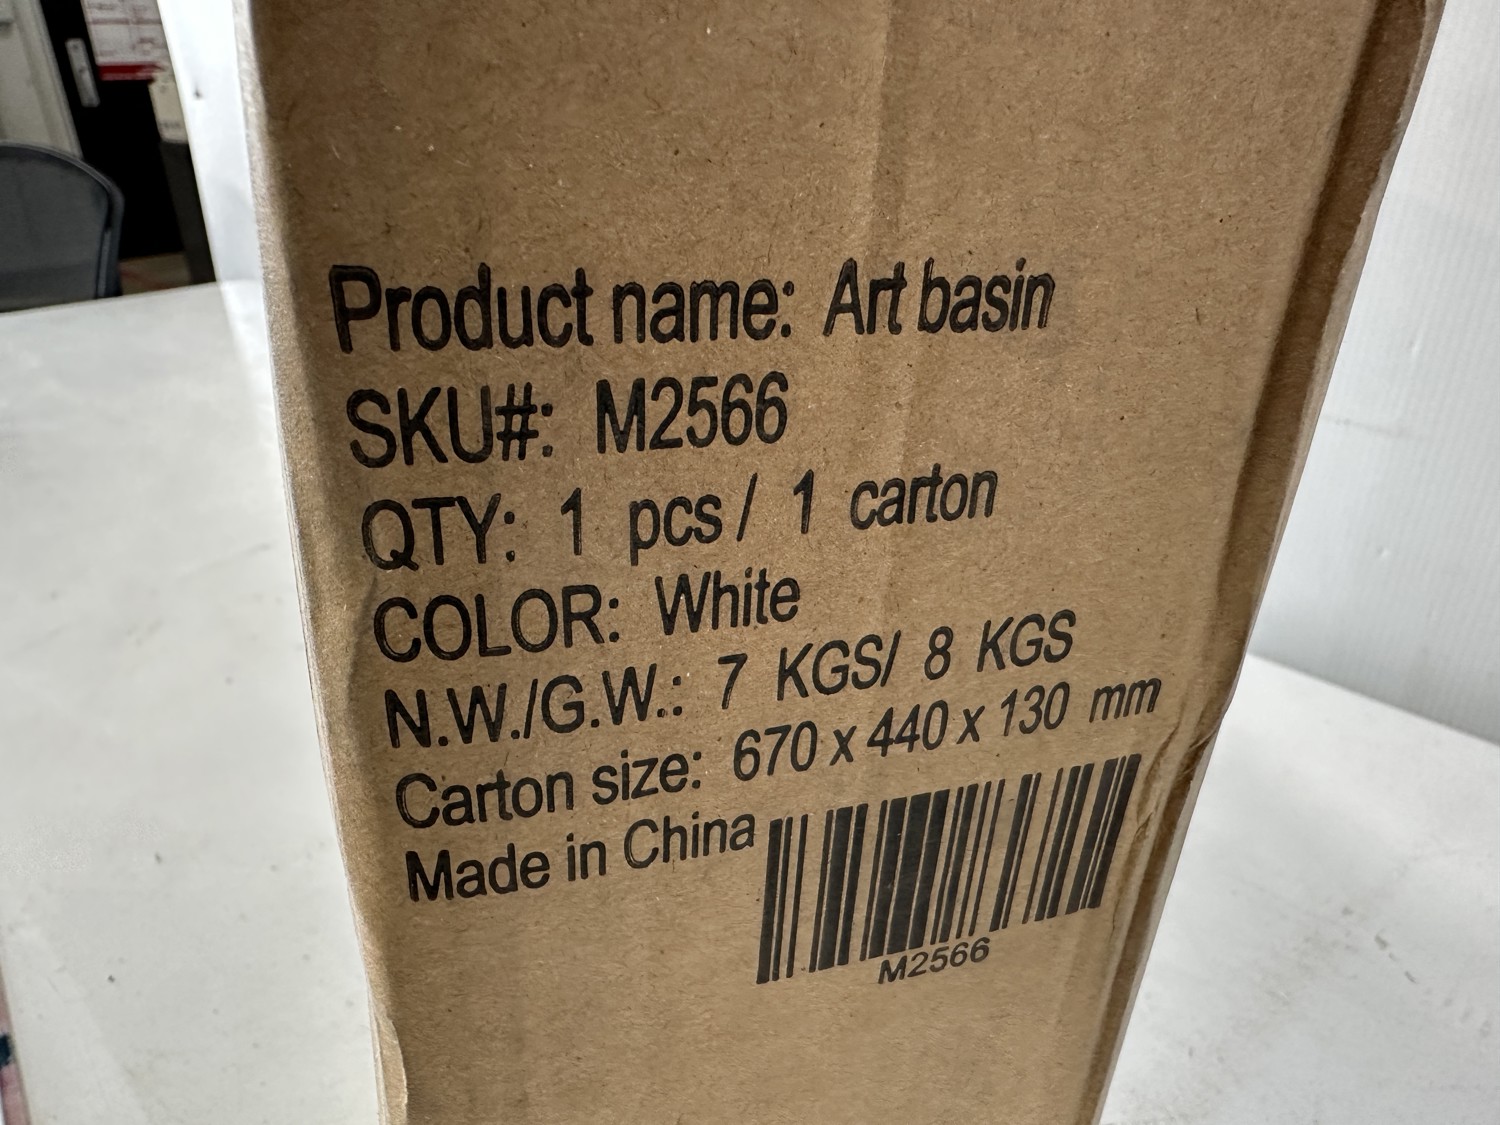 Product name: Art basin
SKU#: M2566
QTY: 1 pcs / 1 carton
COLOR: White
N.W./G.W.: 7 KGS/ 8 KGS
Carton size: 670 x 440 x 130 mm
Made in China
M2566